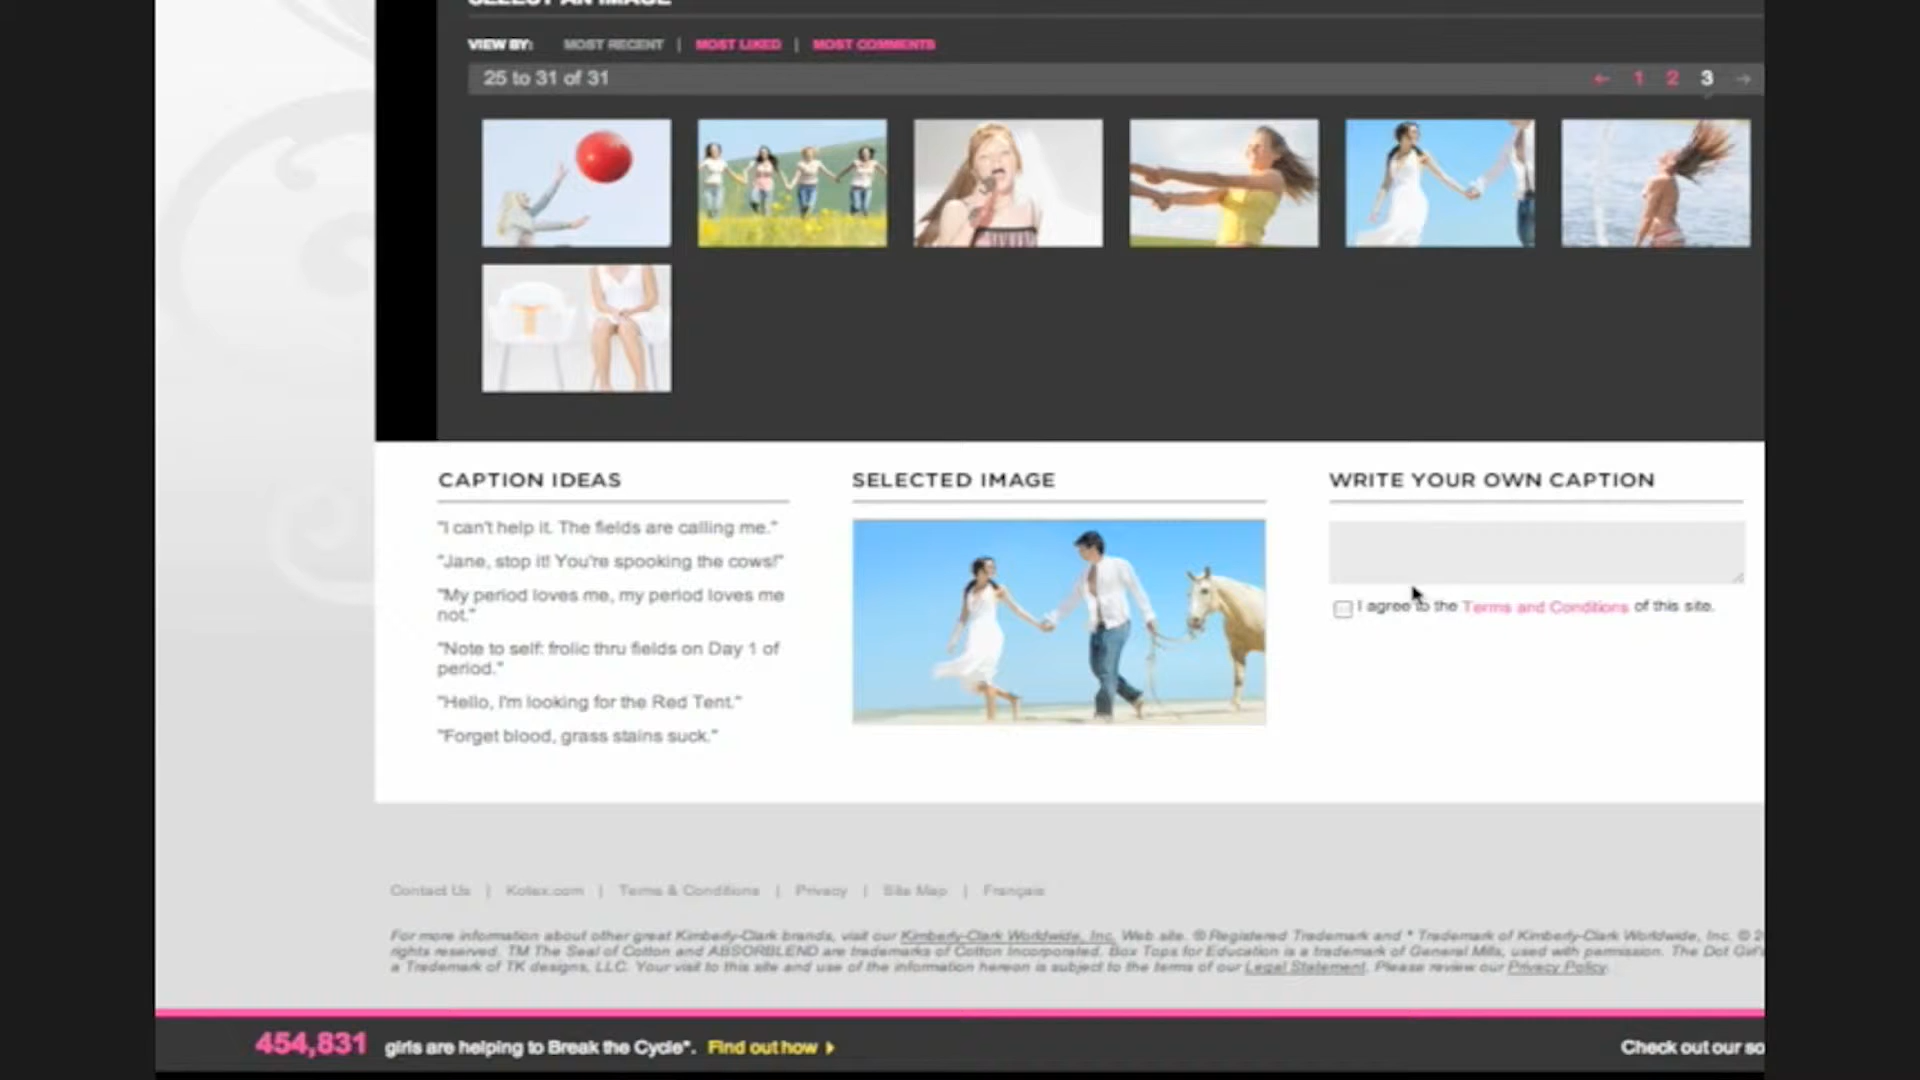 SELECT AN IMAGE
VIEW BY: MOST RECENT | MOST LIKED | MOST COMMENTS
25 to 31 of 31 ← 1 2 3 →
CAPTION IDEAS
"I can't help it. The fields are calling me."
"Jane, stop it! You're spooking the cows!"
"My period loves me, my period loves me
not."
"Note to self: frolic thru fields on Day 1 of
period."
"Hello, I'm looking for the Red Tent."
"Forget blood, grass stains suck."
SELECTED IMAGE
WRITE YOUR OWN CAPTION
I agree to the Terms and Conditions of this site.
Contact Us | Kotex.com | Terms & Conditions | Privacy | Site Map | Français
For more information about other great Kimberly-Clark brands, visit our Kimberly-Clark Worldwide, Inc. Web site. ® Registered Trademark and * Trademark of Kimberly-Clark Worldwide, Inc. © 2
rights reserved. TM The Seal of Cotton and ABSORBLEND are trademarks of Cotton Incorporated. Box Tops for Education is a trademark of General Mills, used with permission. The Dot Girl's
a Trademark of TK designs, LLC. Your visit to this site and use of the information hereon is subject to the terms of our Legal Statement. Please review our Privacy Policy.
454,831 girls are helping to Break the Cycle*. Find out how
Check out our so